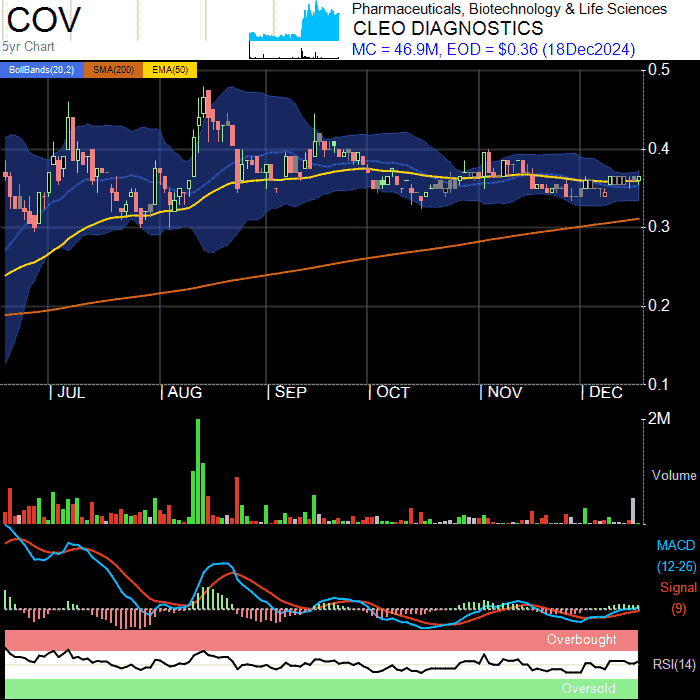 COV
5yr Chart
Pharmaceuticals, Biotechnology & Life Sciences
CLEO DIAGNOSTICS
MC = 46.9M, EOD = $0.36 (18Dec2024)
BollBands(20,2) SMA(200) EMA(50)
0.5
0.4
0.3
0.2
0.1
JUL AUG SEP OCT NOV DEC
2M
Volume
MACD
(12-26)
Signal
(9)
Overbought
RSI(14)
Oversold